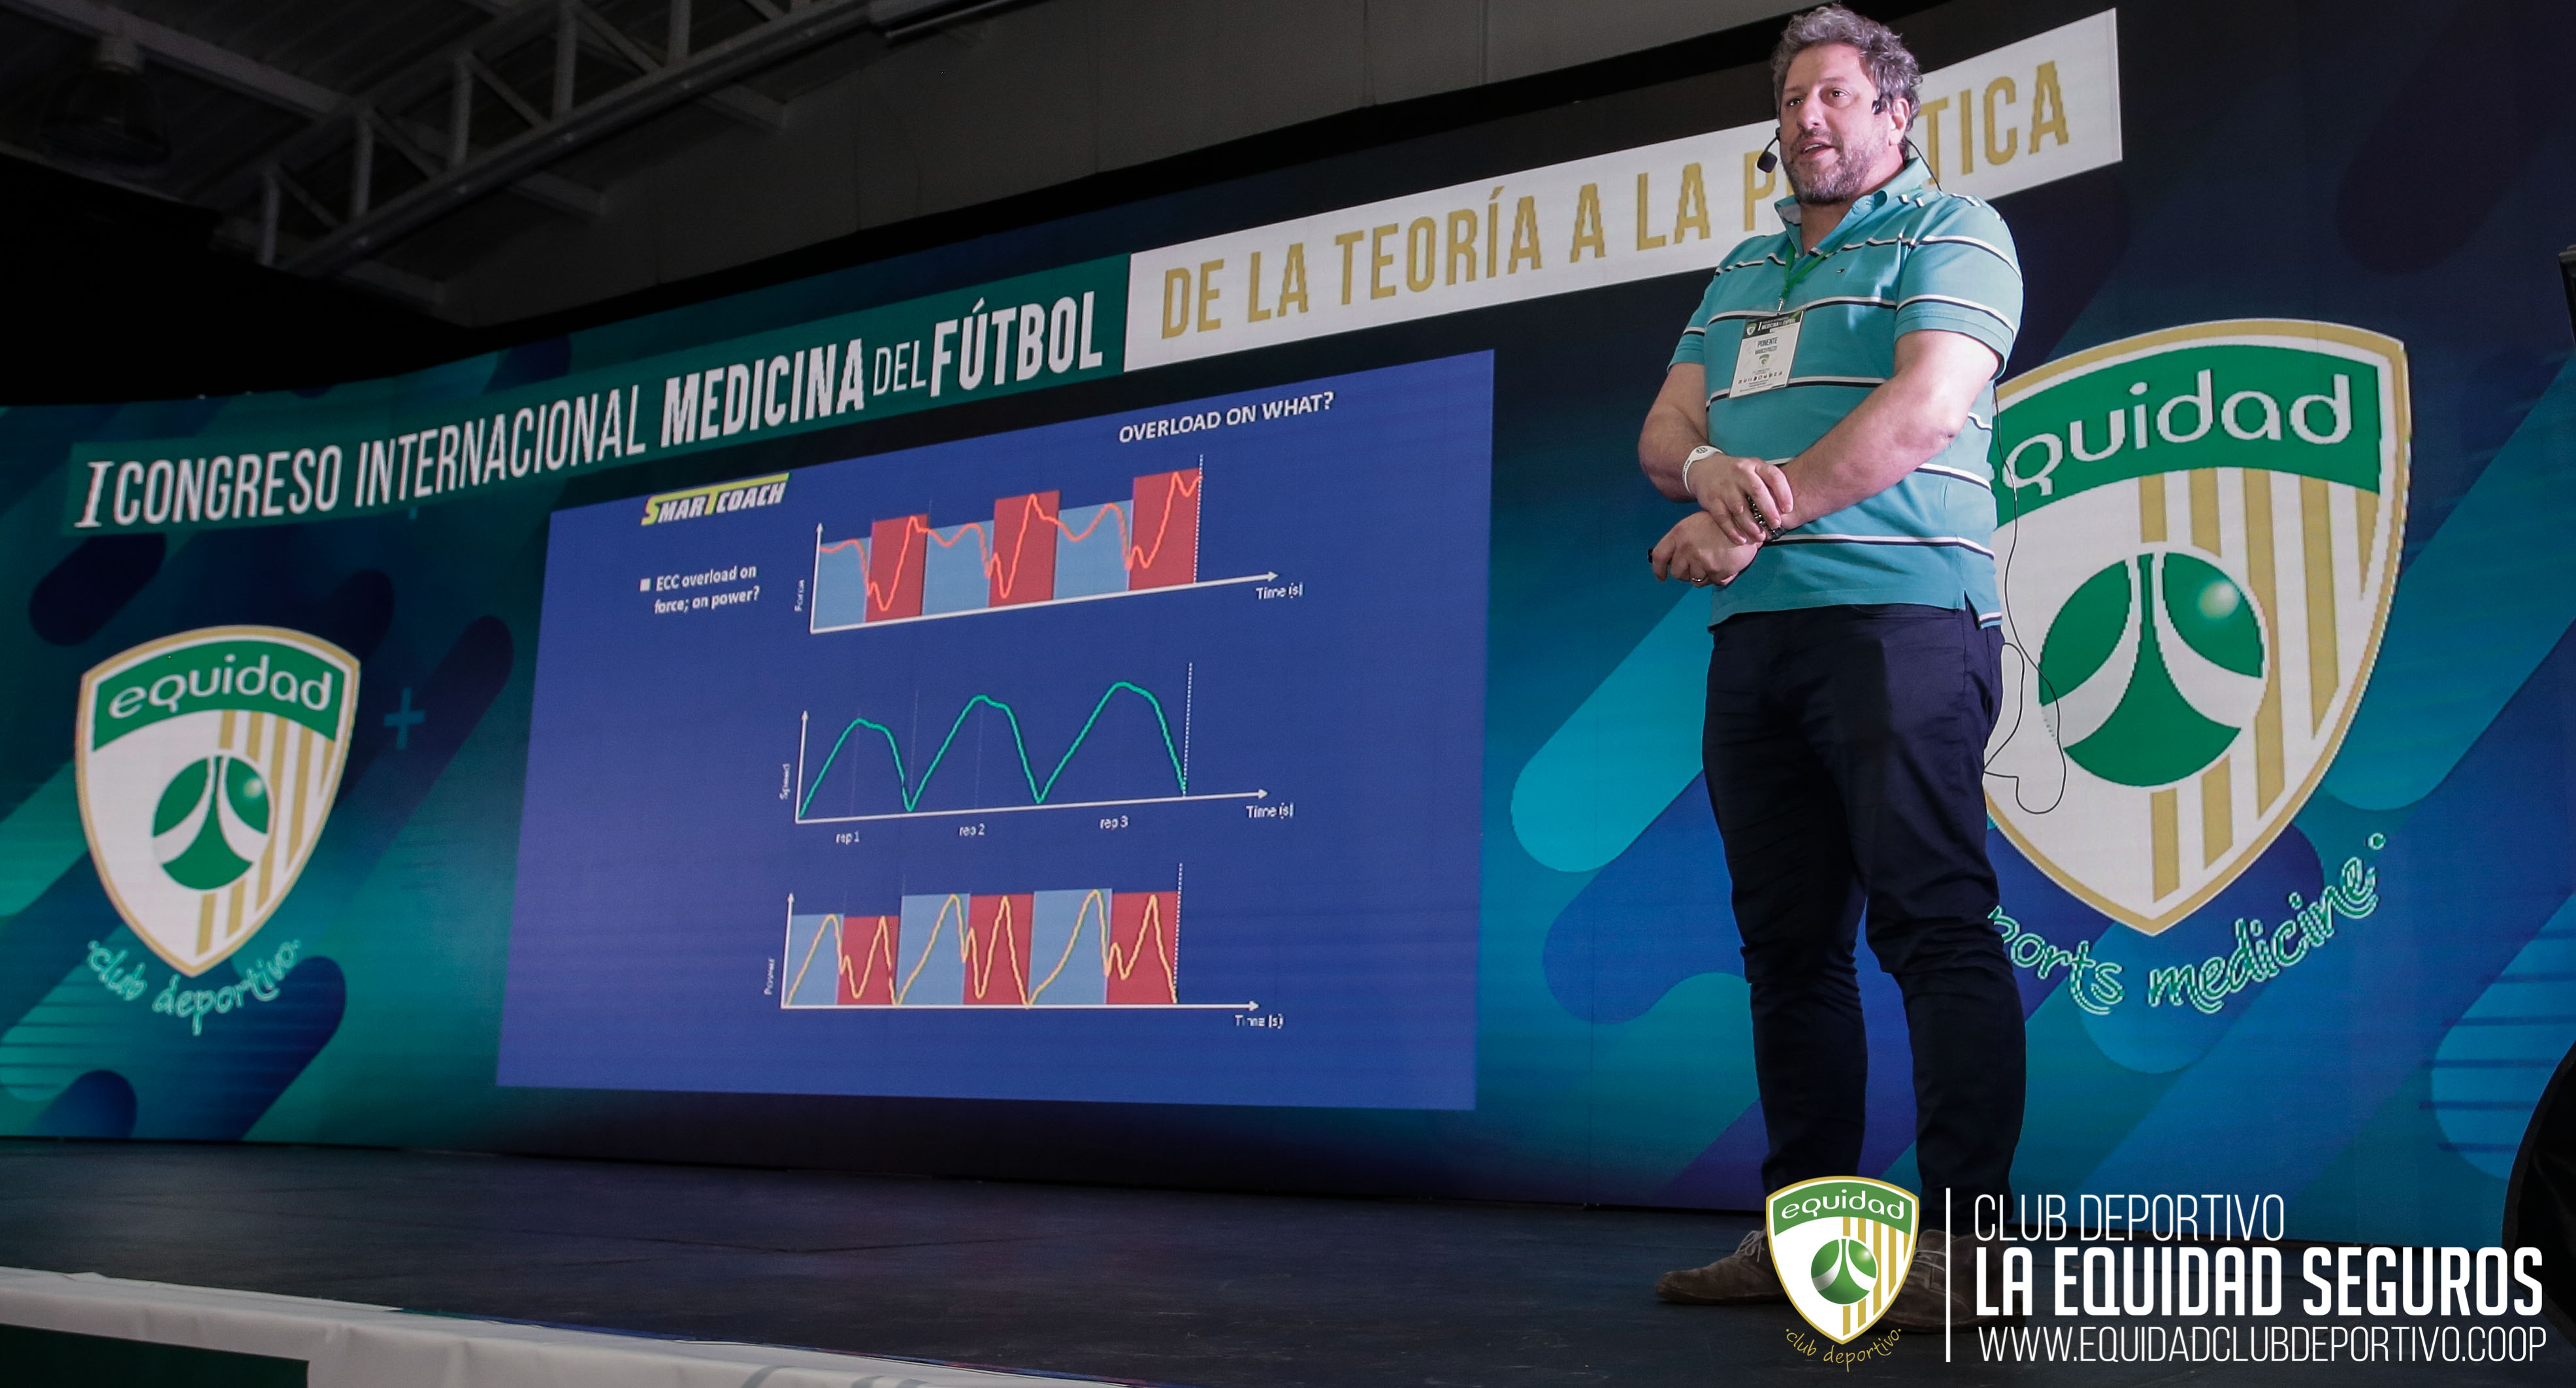 I CONGRESO INTERNACIONAL MEDICINA DEL FÚTBOL
DE LA TEORÍA A LA P TICA
OVERLOAD ON WHAT?
SMARTCOACH
ECC overload on
force; on power?
Force
Time (s)
Speed
rep 1
rep 2
rep 3
Time (s)
Power
Time (s)
equidad
club deportivo
PONENTE
equidad
ports medicine
equidad
club deportivo
CLUB DEPORTIVO
LA EQUIDAD SEGUROS
WWW.EQUIDADCLUBDEPORTIVO.COOP